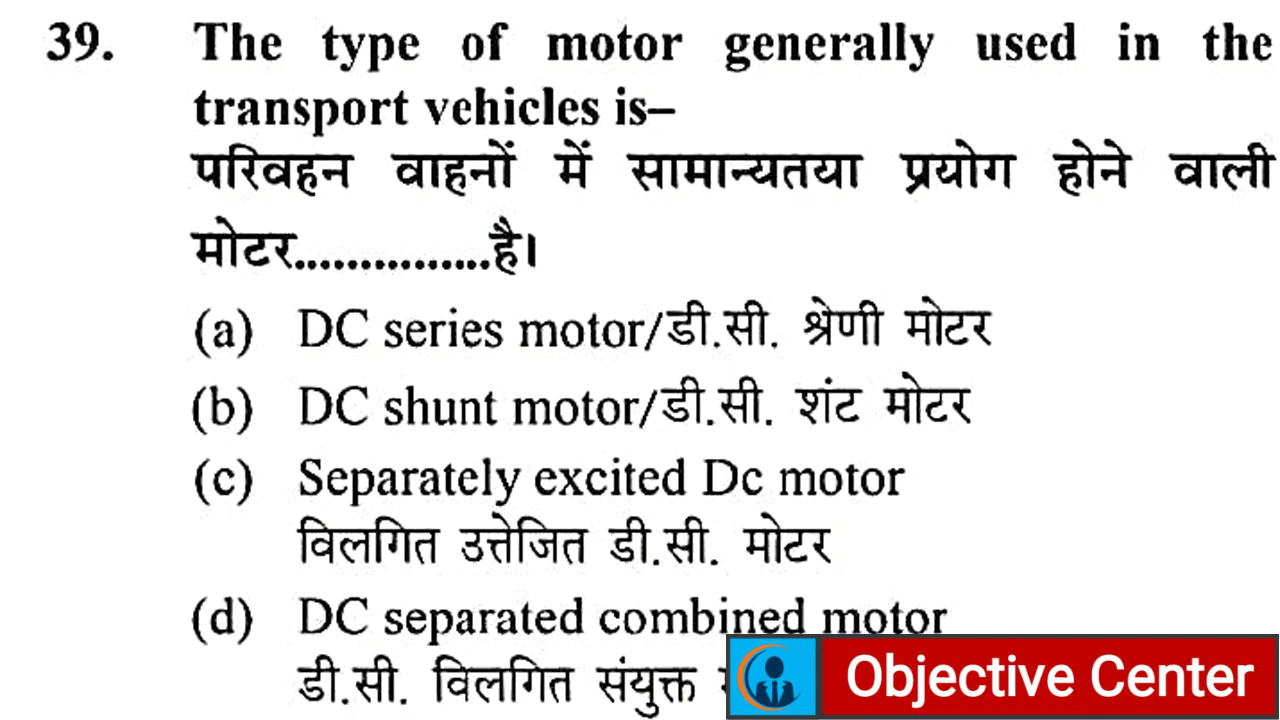 39. The type of motor generally used in the
transport vehicles is–
परिवहन वाहनों में सामान्यतया प्रयोग होने वाली
मोटर...............है।
(a) DC series motor/डी.सी. श्रेणी मोटर
(b) DC shunt motor/डी.सी. शंट मोटर
(c) Separately excited Dc motor
विलगित उत्तेजित डी.सी. मोटर
(d) DC separated combined motor
डी.सी. विलगित संयुक्त
Objective Center